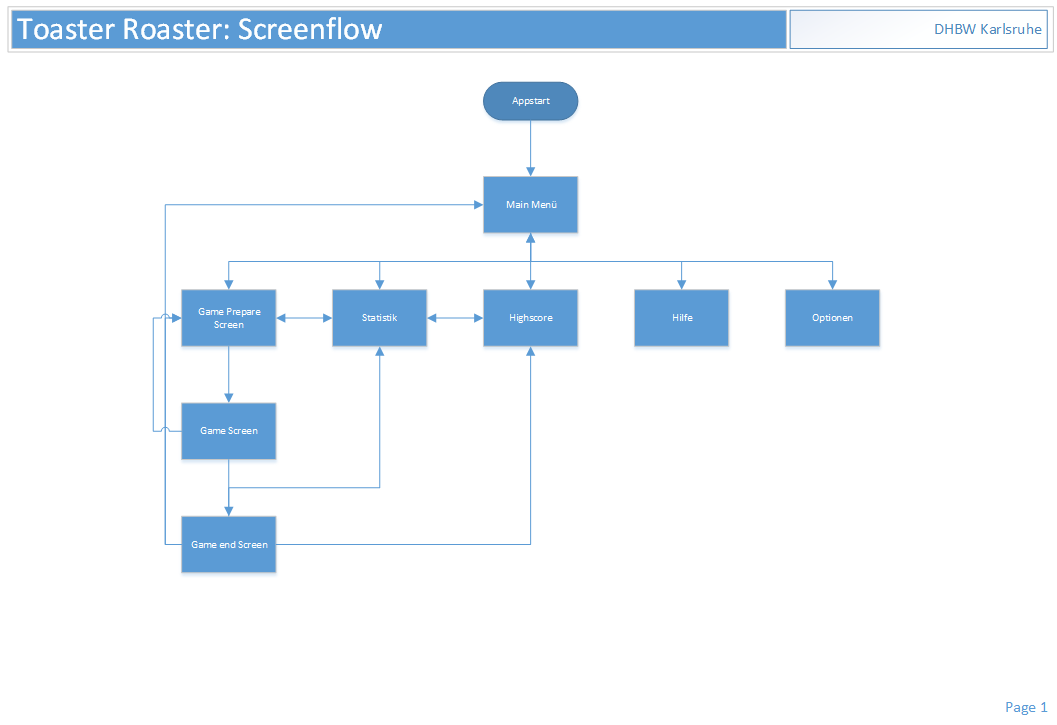 Toaster Roaster: Screenflow
DHBW Karlsruhe
Appstart
Main Menü
Game Prepare
Screen
Statistik
Highscore
Hilfe
Optionen
Game Screen
Game end Screen
Page 1